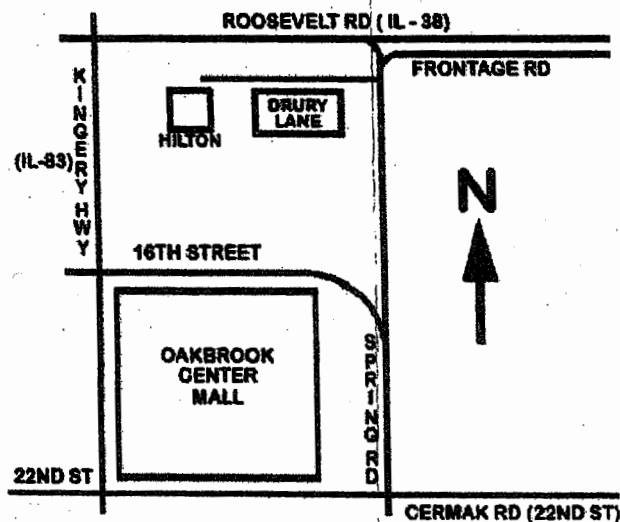 ROOSEVELT RD ( IL - 38)
FRONTAGE RD
KINGERY HWY
(IL-83)
DRURY
LANE
HILTON
N
16TH STREET
OAKBROOK
CENTER
MALL
SPRING RD
22ND ST
CERMAK RD (22ND ST)